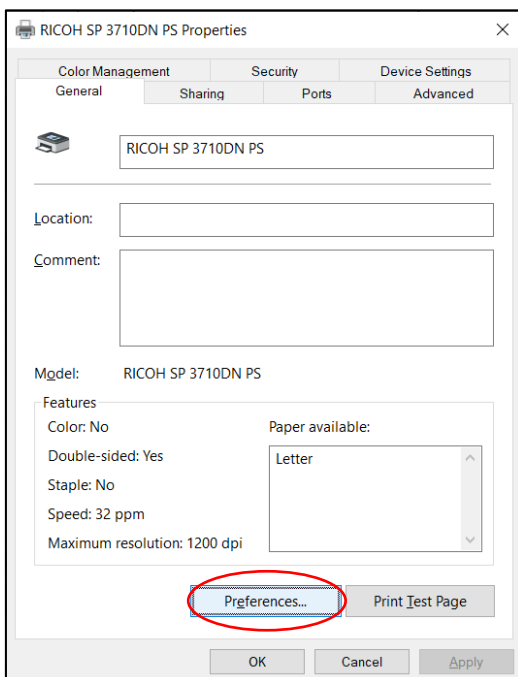 RICOH SP 3710DN PS Properties
Color Management Security Device Settings
General Sharing Ports Advanced
RICOH SP 3710DN PS
Location:
Comment:
Model: RICOH SP 3710DN PS
Features
Color: No
Paper available:
Double-sided: Yes
Letter
Staple: No
Speed: 32 ppm
Maximum resolution: 1200 dpi
Preferences... Print Test Page
OK Cancel Apply